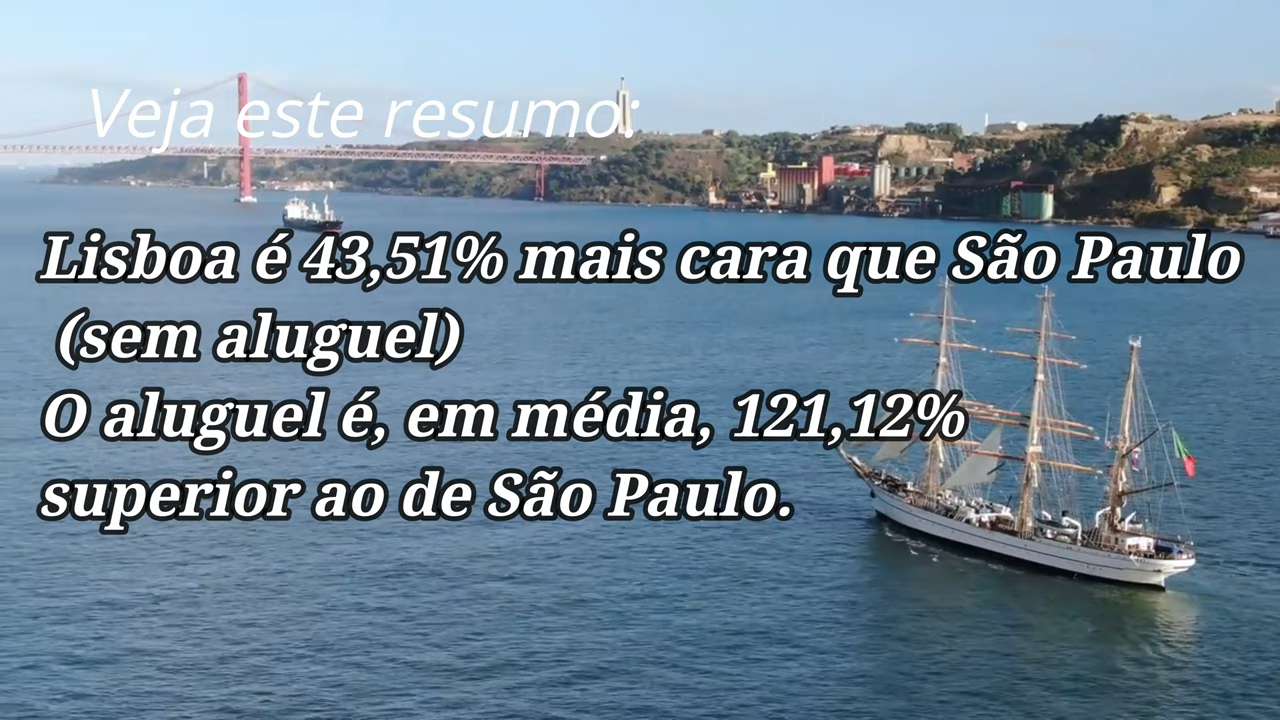 Veja este resumo:
Lisboa é 43,51% mais cara que São Paulo
(sem aluguel)
O aluguel é, em média, 121,12%
superior ao de São Paulo.